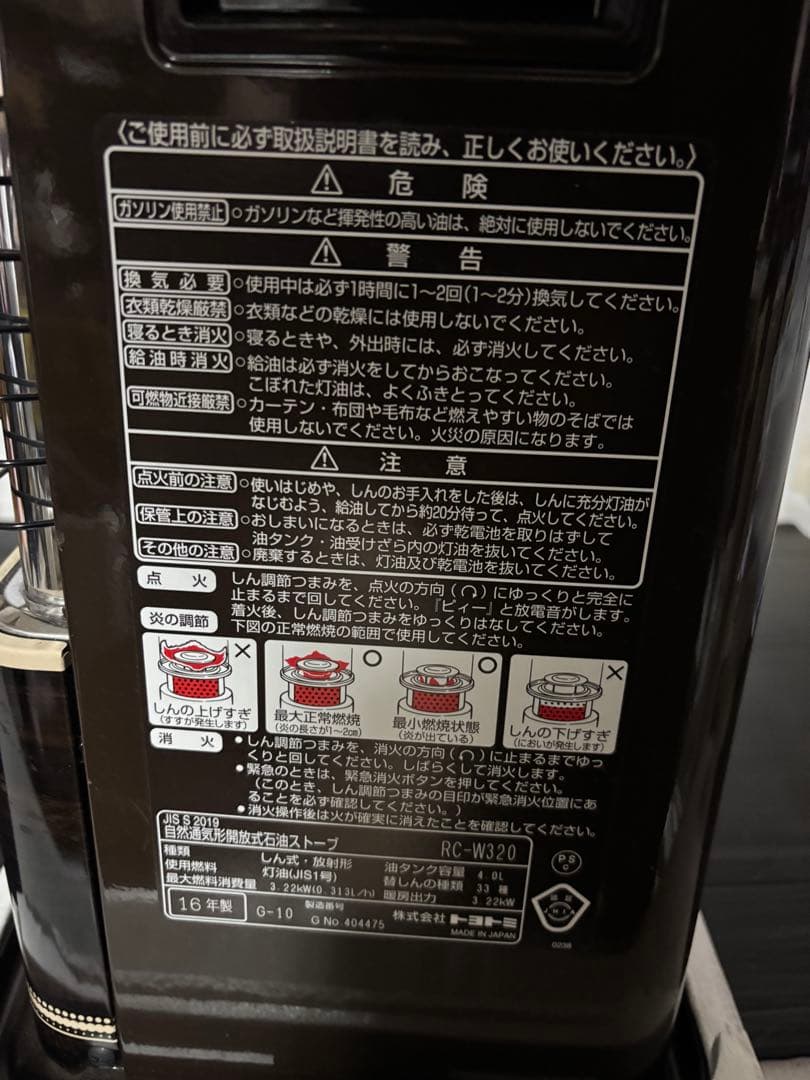 〈ご使用前に必ず取扱説明書を読み、正しくお使いください。〉
⚠ 危険
ガソリン使用禁止 ○ガソリンなど揮発性の高い油は、絶対に使用しないでください。
⚠ 警告
換気必要 ○使用中は必ず1時間に1〜2回(1〜2分)換気してください。
衣類乾燥厳禁 ○衣類などの乾燥には使用しないでください。
寝るとき消火 ○寝るときや、外出時には、必ず消火してください。
給油時消火 ○給油は必ず消火をしてからおこなってください。
こぼれた灯油は、よくふきとってください。
可燃物近接厳禁 ○カーテン・布団や毛布など燃えやすい物のそばでは
使用しないでください。火災の原因になります。
⚠ 注意
点火前の注意 ○使いはじめや、しんのお手入れをした後は、しんに充分灯油が
なじむよう、給油してから約20分待って、点火してください。
保管上の注意 ○おしまいになるときは、必ず乾電池を取りはずして
油タンク・油受けざら内の灯油を抜いてください。
その他の注意 ○廃棄するときは、灯油及び乾電池を抜いてください。
点火 しん調節つまみを、点火の方向(↷)にゆっくりと完全に
止まるまで回してください。『ピィー』と放電音がします。
炎の調節 着火後、しん調節つまみをゆっくりはなしてください。
下図の正常燃焼の範囲で使用してください。
× ○ ○ ×
しんの上げすぎ 最大正常燃焼 最小燃焼状態 しんの下げすぎ
(すすが発生します) (炎の長さが1〜2cm) (炎が出ている) (においが発生します)
消火 •しん調節つまみを、消火の方向(↶)に止まるまでゆっ
くりと回してください。しばらくして消火します。
•緊急のときは、緊急消火ボタンを押してください。
(このとき、しん調節つまみの目印が緊急消火位置にあ
ることを必ず確認してください。)
•消火操作後は火が確実に消えたことを確認してください。
JIS S 2019
自然通気形開放式石油ストーブ RC-W320
種類 しん式・放射形 油タンク容量 4.0L
使用燃料 灯油(JIS1号) 替しんの種類 33種
最大燃料消費量 3.22kW(0.313L/h) 暖房出力 3.22kW
16年製 G-10 製造番号 G No.404475 株式会社トヨトミ
MADE IN JAPAN
PS C
認証
JHIA
0238